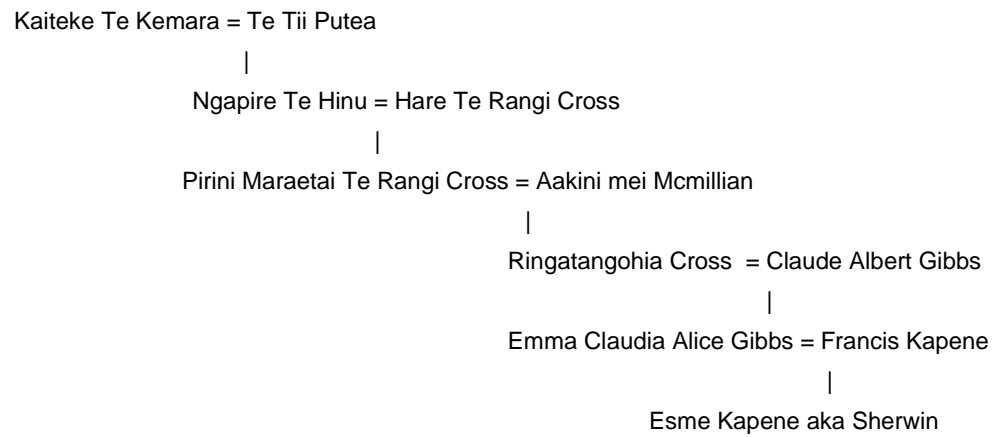 Kaiteke Te Kemara = Te Tii Putea
|
Ngapire Te Hinu = Hare Te Rangi Cross
|
Pirini Maraetai Te Rangi Cross = Aakini mei Mcmillian
|
Ringatangohia Cross = Claude Albert Gibbs
|
Emma Claudia Alice Gibbs = Francis Kapene
|
Esme Kapene aka Sherwin